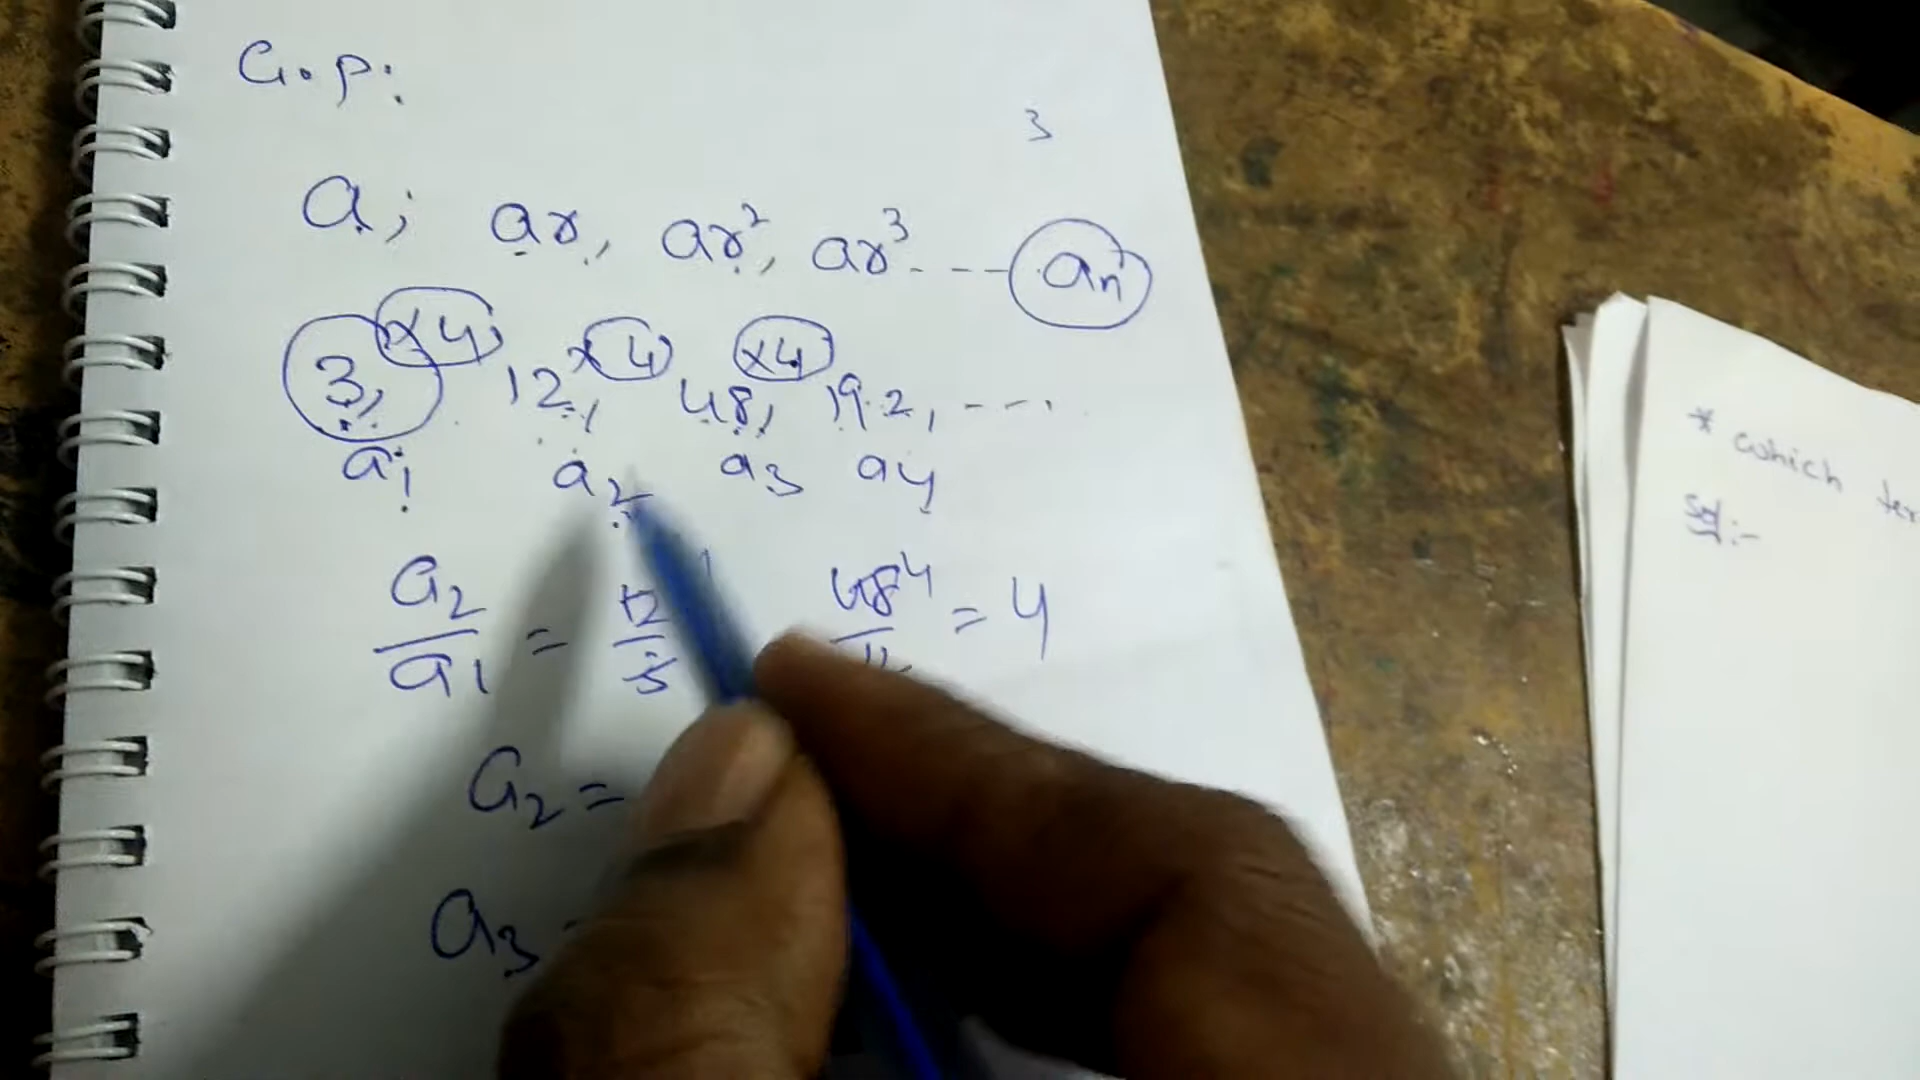 G.P:
3
a, ar, ar², ar³ ---- an
3, ×4 12, ×4 48, ×4 192, ----
a1 a2 a3 a4
a2/a1 = 12/3 48/ 4 = 4
a2 =
a3
* which
Sol:-